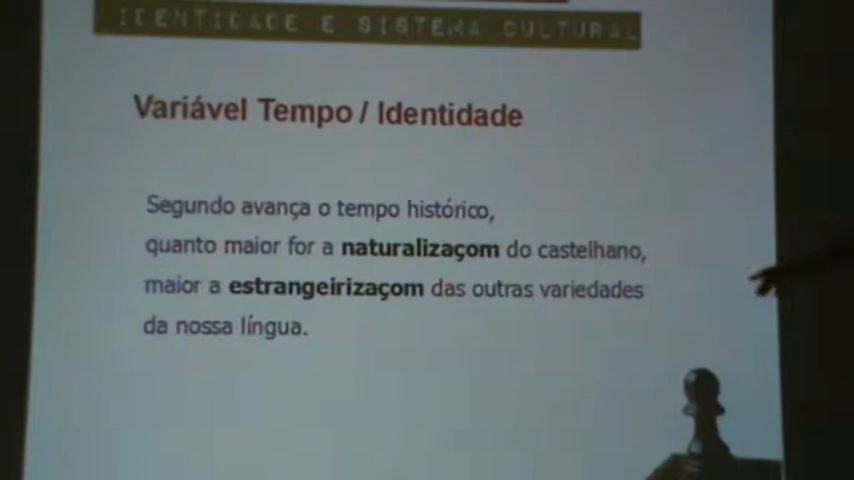 IDENTIDADE E SISTEMA CULTURAL
Variável Tempo / Identidade
Segundo avança o tempo histórico,
quanto maior for a naturalizaçom do castelhano,
maior a estrangeirizaçom das outras variedades
da nossa língua.